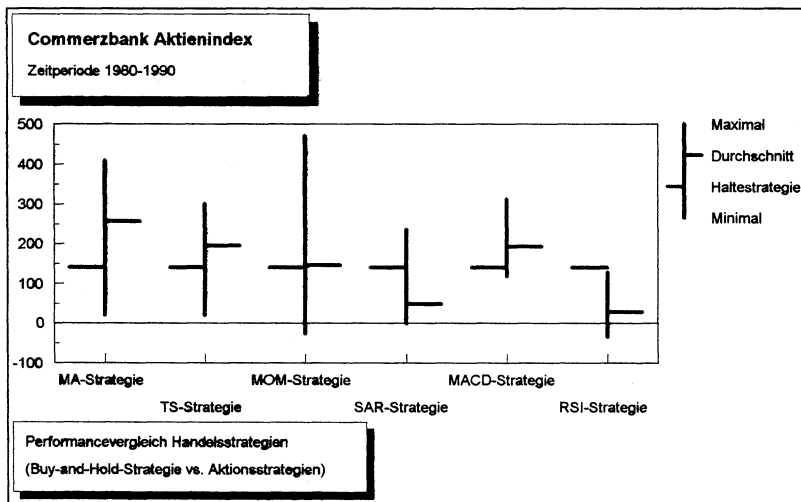 Commerzbank Aktienindex
Zeitperiode 1980-1990
500
400
300
200
100
0
-100
Maximal
Durchschnitt
Haltestrategie
Minimal
MA-Strategie
MOM-Strategie
MACD-Strategie
TS-Strategie
SAR-Strategie
RSI-Strategie
Performancevergleich Handelsstrategien
(Buy-and-Hold-Strategie vs. Aktionsstrategien)